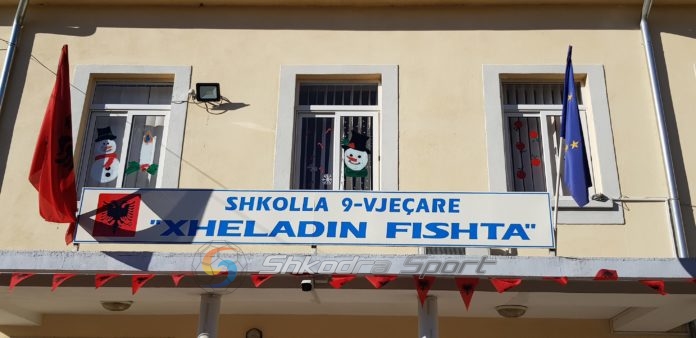 SHKOLLA 9-VJEÇARE
"XHELADIN FISHTA"
Shkodra Sport